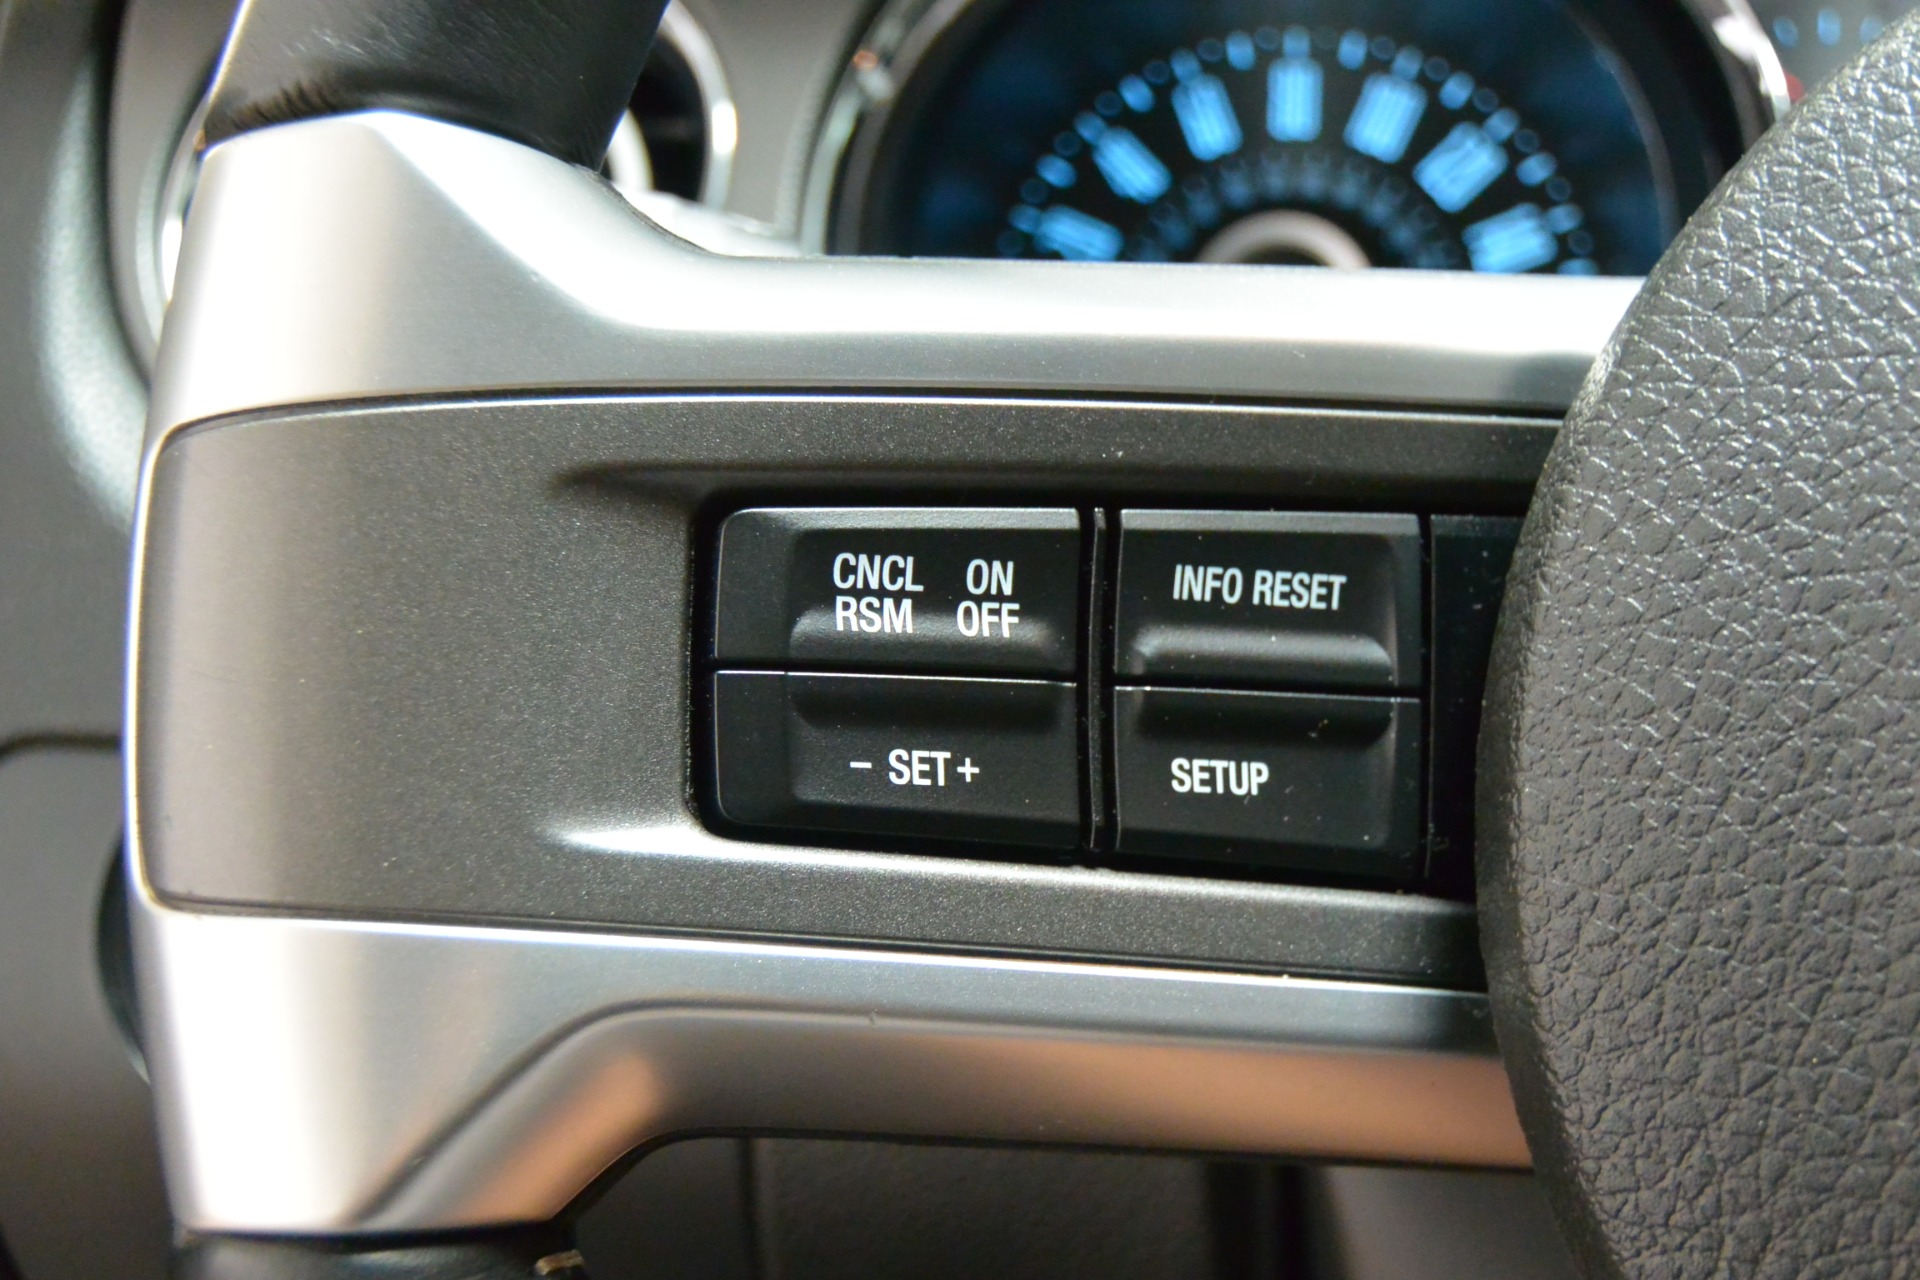 CNCL ON
RSM OFF
INFO RESET
- SET +
SETUP